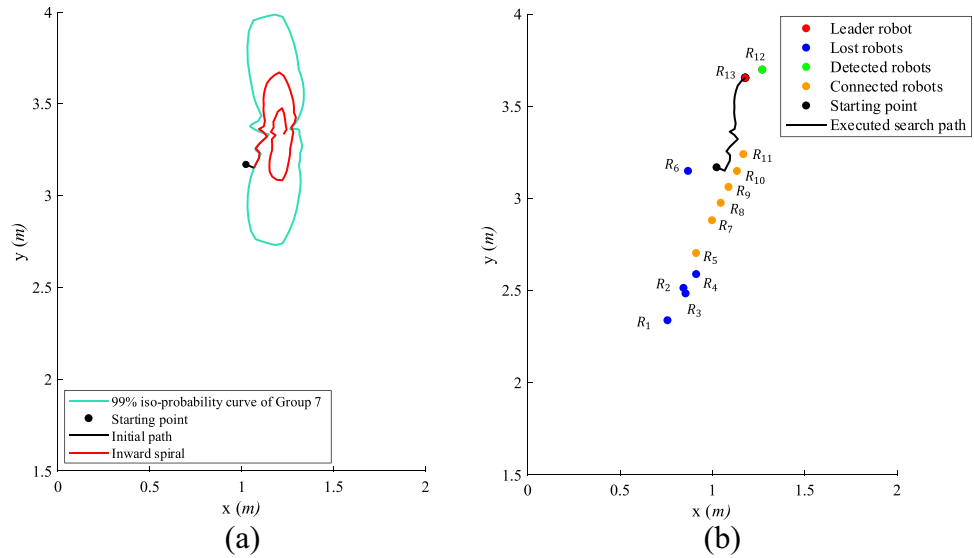 4
3.5
3
2.5
2
1.5
y (m)
0
0.5
1
1.5
2
x (m)
99% iso-probability curve of Group 7
Starting point
Initial path
Inward spiral
(a)
4
3.5
3
2.5
2
1.5
y (m)
0
0.5
1
1.5
2
x (m)
Leader robot
Lost robots
Detected robots
Connected robots
Starting point
Executed search path
R₁₂
R₁₃
R₁₁
R₆
R₁₀
R₉
R₈
R₇
R₅
R₂
R₄
R₃
R₁
(b)